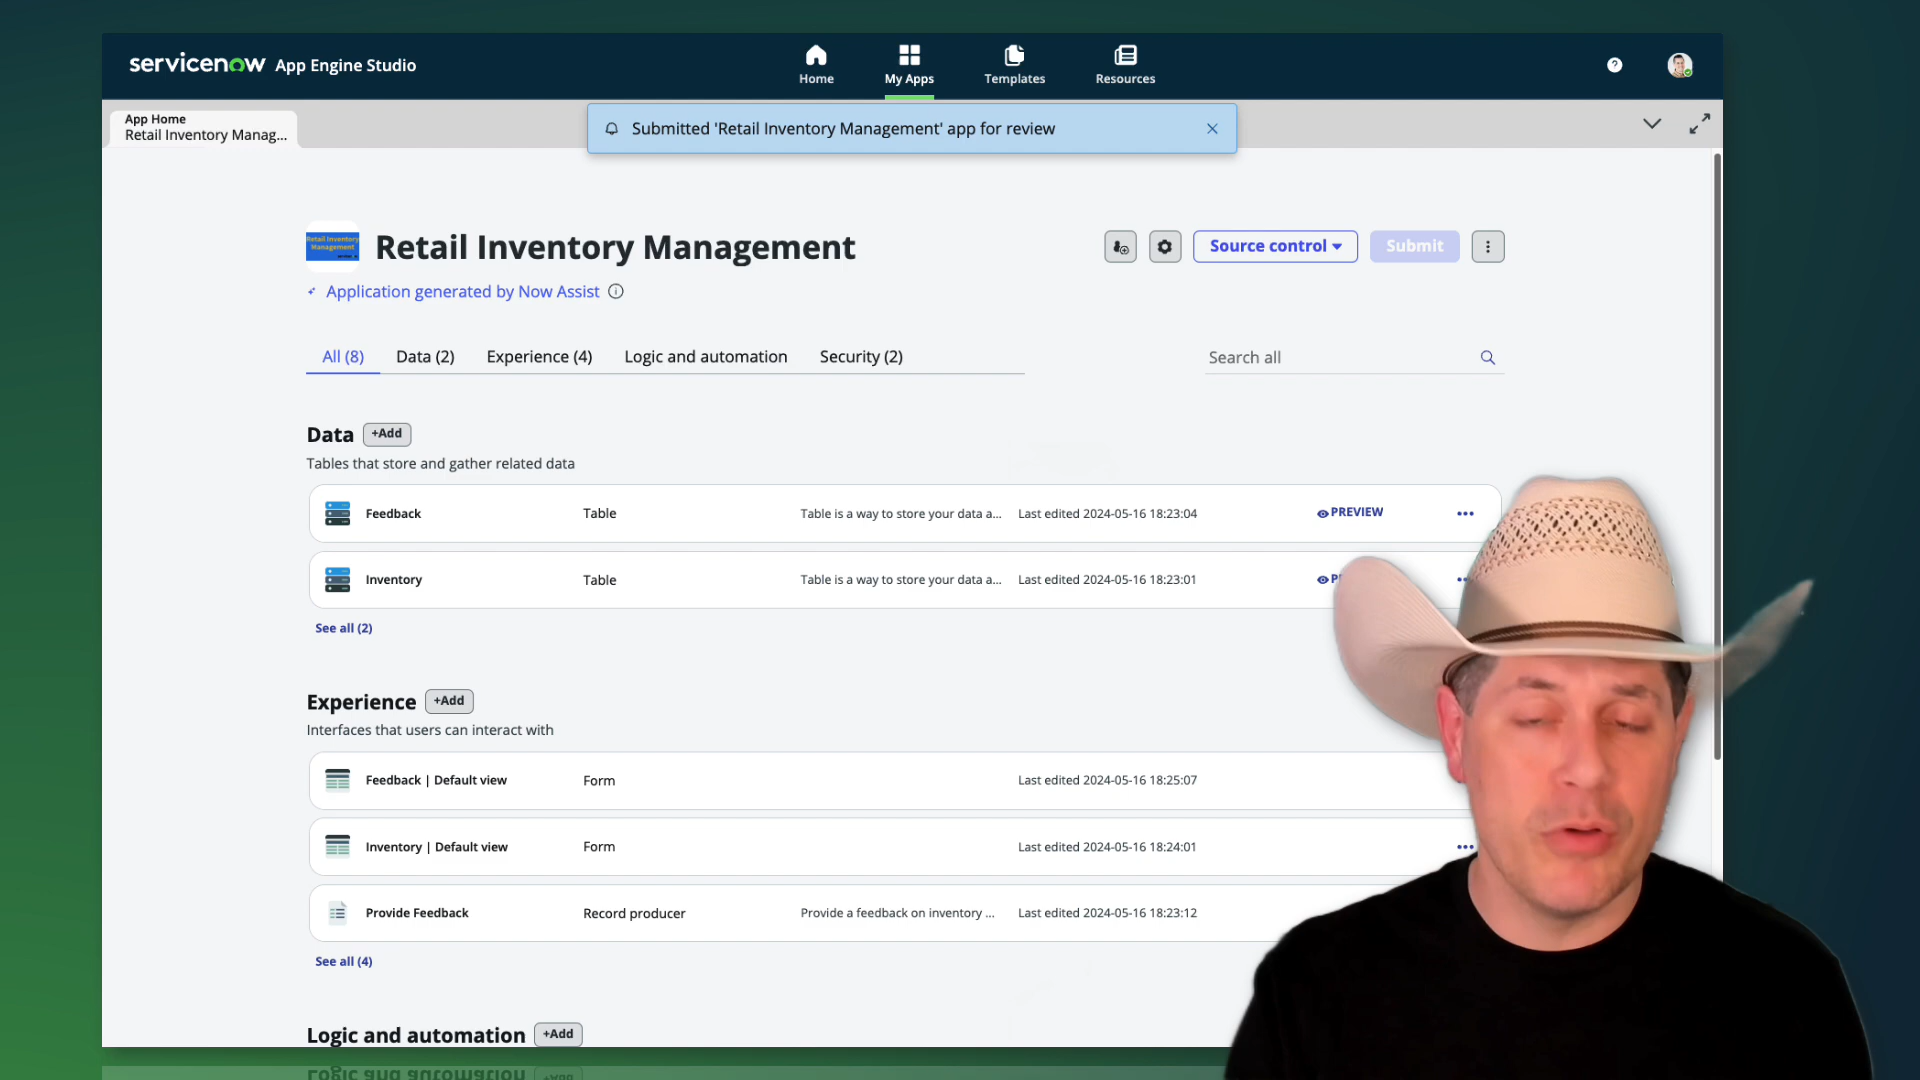 servicenow App Engine Studio
Home
My Apps
Templates
Resources
?
App Home
Retail Inventory Manag...
Submitted 'Retail Inventory Management' app for review
Retail Inventory
Management
Retail Inventory Management
Source control
Submit
Application generated by Now Assist
All (8)
Data (2)
Experience (4)
Logic and automation
Security (2)
Search all
Data +Add
Tables that store and gather related data
Feedback Table Table is a way to store your data a... Last edited 2024-05-16 18:23:04 PREVIEW
Inventory Table Table is a way to store your data a... Last edited 2024-05-16 18:23:01
See all (2)
Experience +Add
Interfaces that users can interact with
Feedback | Default view Form Last edited 2024-05-16 18:25:07
Inventory | Default view Form Last edited 2024-05-16 18:24:01
Provide Feedback Record producer Provide a feedback on inventory ... Last edited 2024-05-16 18:23:12
See all (4)
Logic and automation +Add